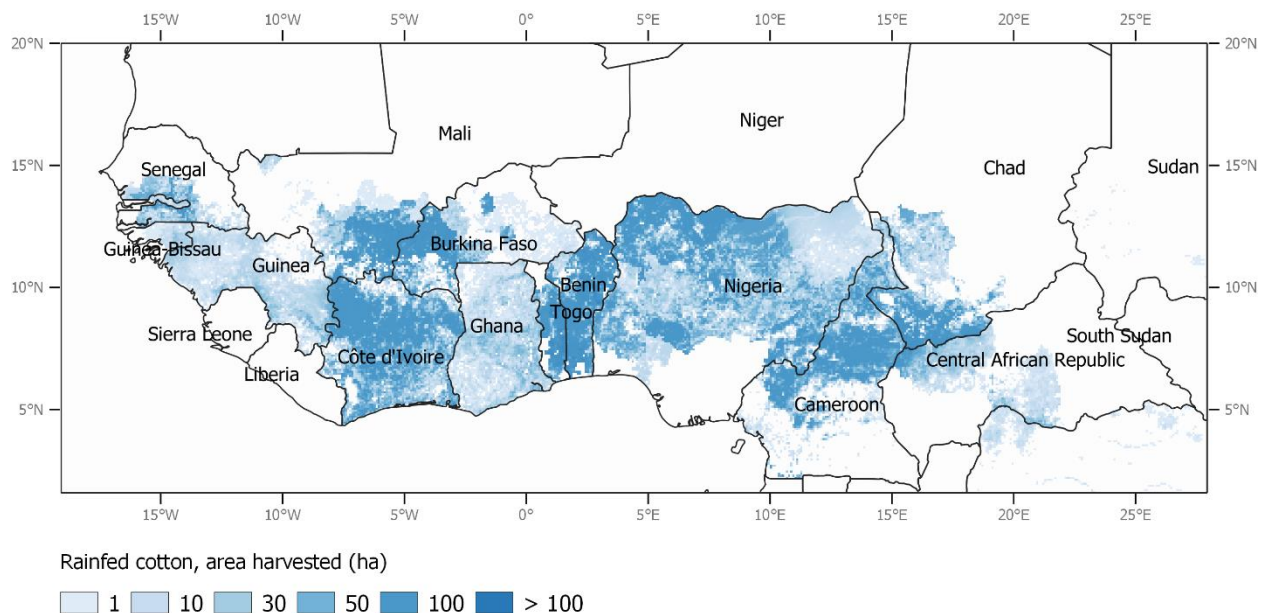 15°W 10°W 5°W 0° 5°E 10°E 15°E 20°E 25°E
20°N 20°N
Niger
Mali
Senegal
Chad
Sudan
15°N 15°N
Guinea-Bissau
Burkina Faso
Guinea
Benin
Nigeria
10°N 10°N
Togo
Ghana
Sierra Leone
South Sudan
Côte d'Ivoire
Central African Republic
Liberia
Cameroon
5°N 5°N
15°W 10°W 5°W 0° 5°E 10°E 15°E 20°E 25°E
Rainfed cotton, area harvested (ha)
1 10 30 50 100 > 100